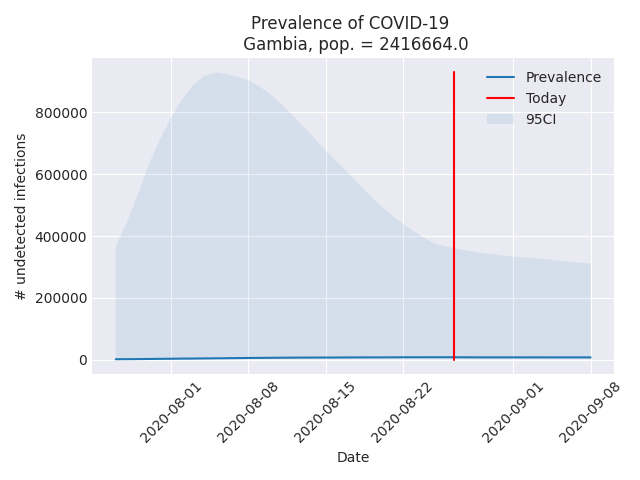 Prevalence of COVID-19
Gambia, pop. = 2416664.0
Prevalence
Today
95CI
800000
600000
400000
200000
0
# undetected infections
2020-08-01
2020-08-08
2020-08-15
2020-08-22
2020-09-01
2020-09-08
Date